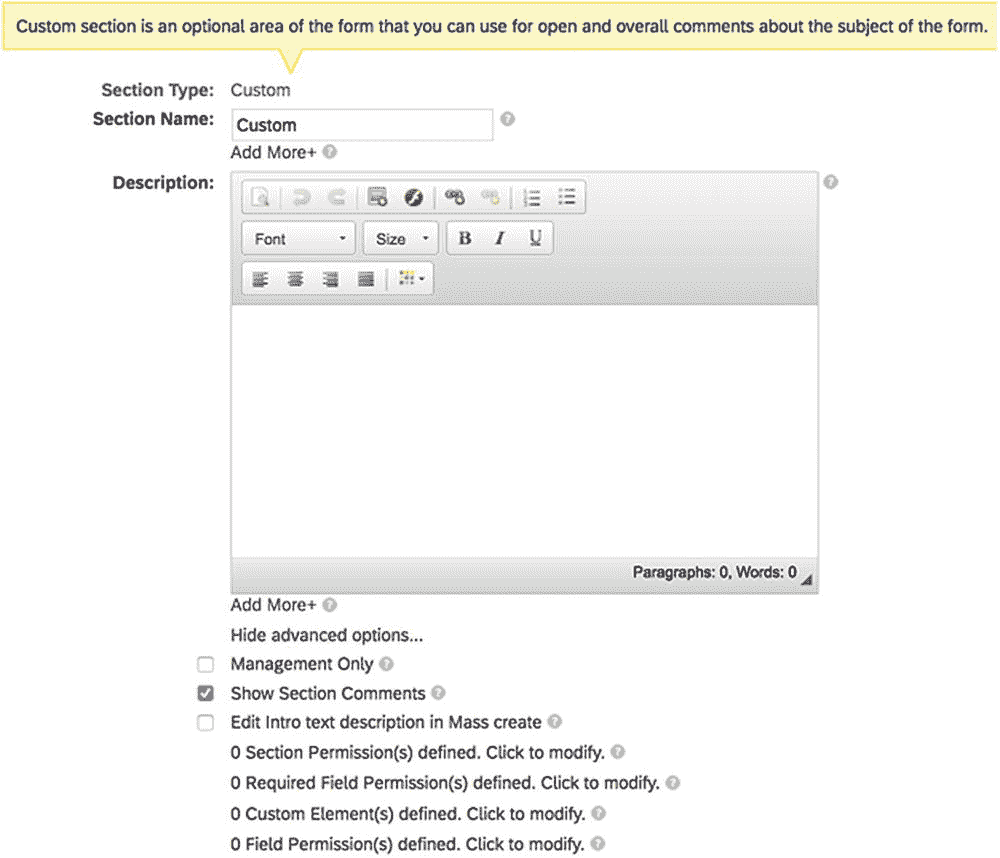 Custom section is an optional area of the form that you can use for open and overall comments about the subject of the form.
Section Type: Custom
Section Name: Custom ?
Add More+ ?
Description: ?
Font Size B I U
Paragraphs: 0, Words: 0
Add More+ ?
Hide advanced options...
Management Only ?
Show Section Comments ?
Edit Intro text description in Mass create ?
0 Section Permission(s) defined. Click to modify. ?
0 Required Field Permission(s) defined. Click to modify. ?
0 Custom Element(s) defined. Click to modify. ?
0 Field Permission(s) defined. Click to modify. ?